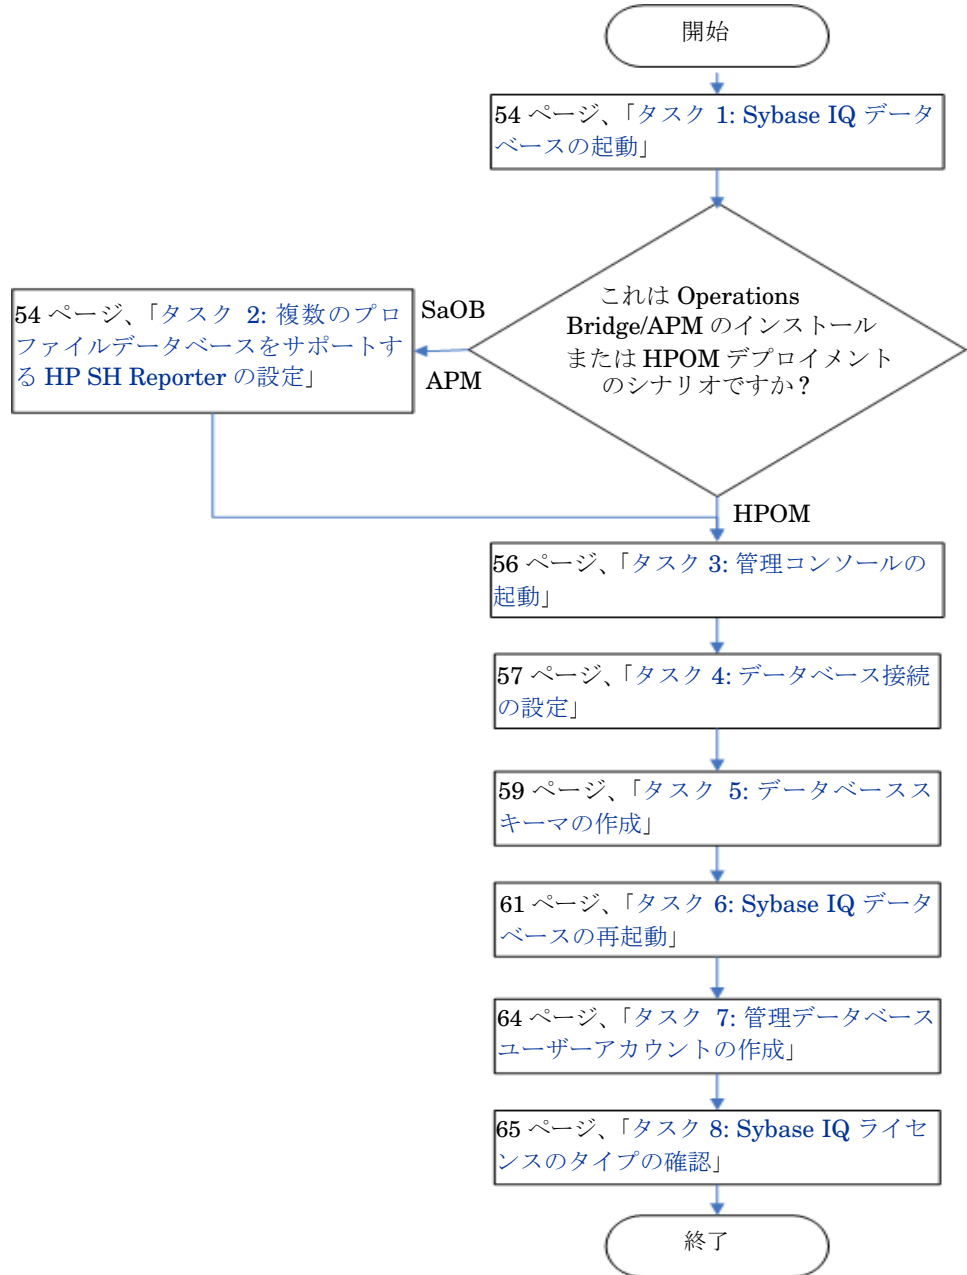 開始
54 ページ、「タスク 1: Sybase IQ データ
ベースの起動」
これは Operations
Bridge/APM のインストール
または HPOM デプロイメント
のシナリオですか?
SaOB
APM
54 ページ、「タスク 2: 複数のプロ
ファイルデータベースをサポートす
る HP SH Reporter の設定」
HPOM
56 ページ、「タスク 3: 管理コンソールの
起動」
57 ページ、「タスク 4: データベース接続
の設定」
59 ページ、「タスク 5: データベースス
キーマの作成」
61 ページ、「タスク 6: Sybase IQ データ
ベースの再起動」
64 ページ、「タスク 7: 管理データベース
ユーザーアカウントの作成」
65 ページ、「タスク 8: Sybase IQ ライセ
ンスのタイプの確認」
終了